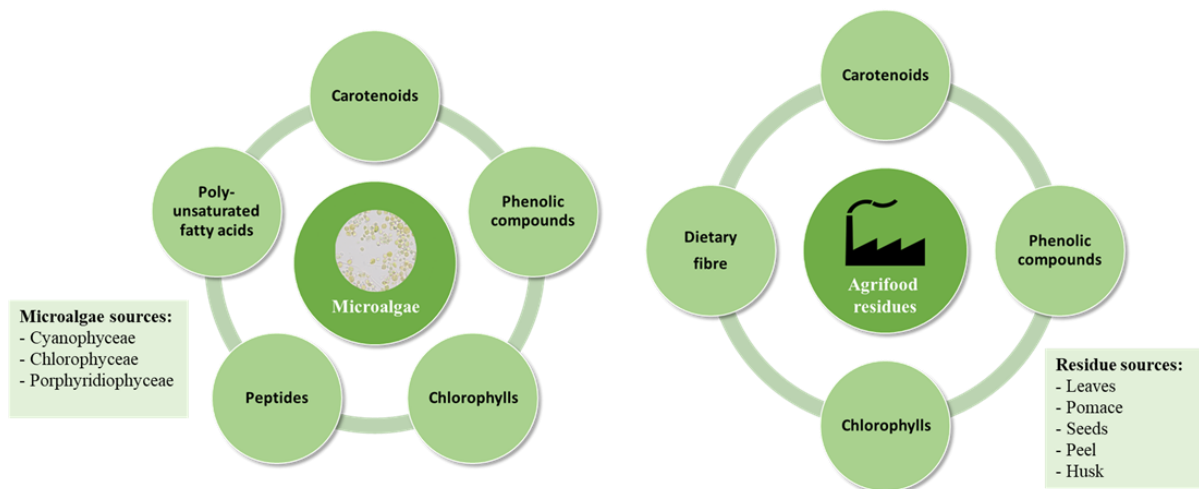 Carotenoids
Poly-
unsaturated
fatty acids
Phenolic
compounds
Microalgae
Peptides
Chlorophylls
Microalgae sources:
- Cyanophyceae
- Chlorophyceae
- Porphyridiophyceae
Carotenoids
Dietary
fibre
Phenolic
compounds
Agrifood
residues
Chlorophylls
Residue sources:
- Leaves
- Pomace
- Seeds
- Peel
- Husk